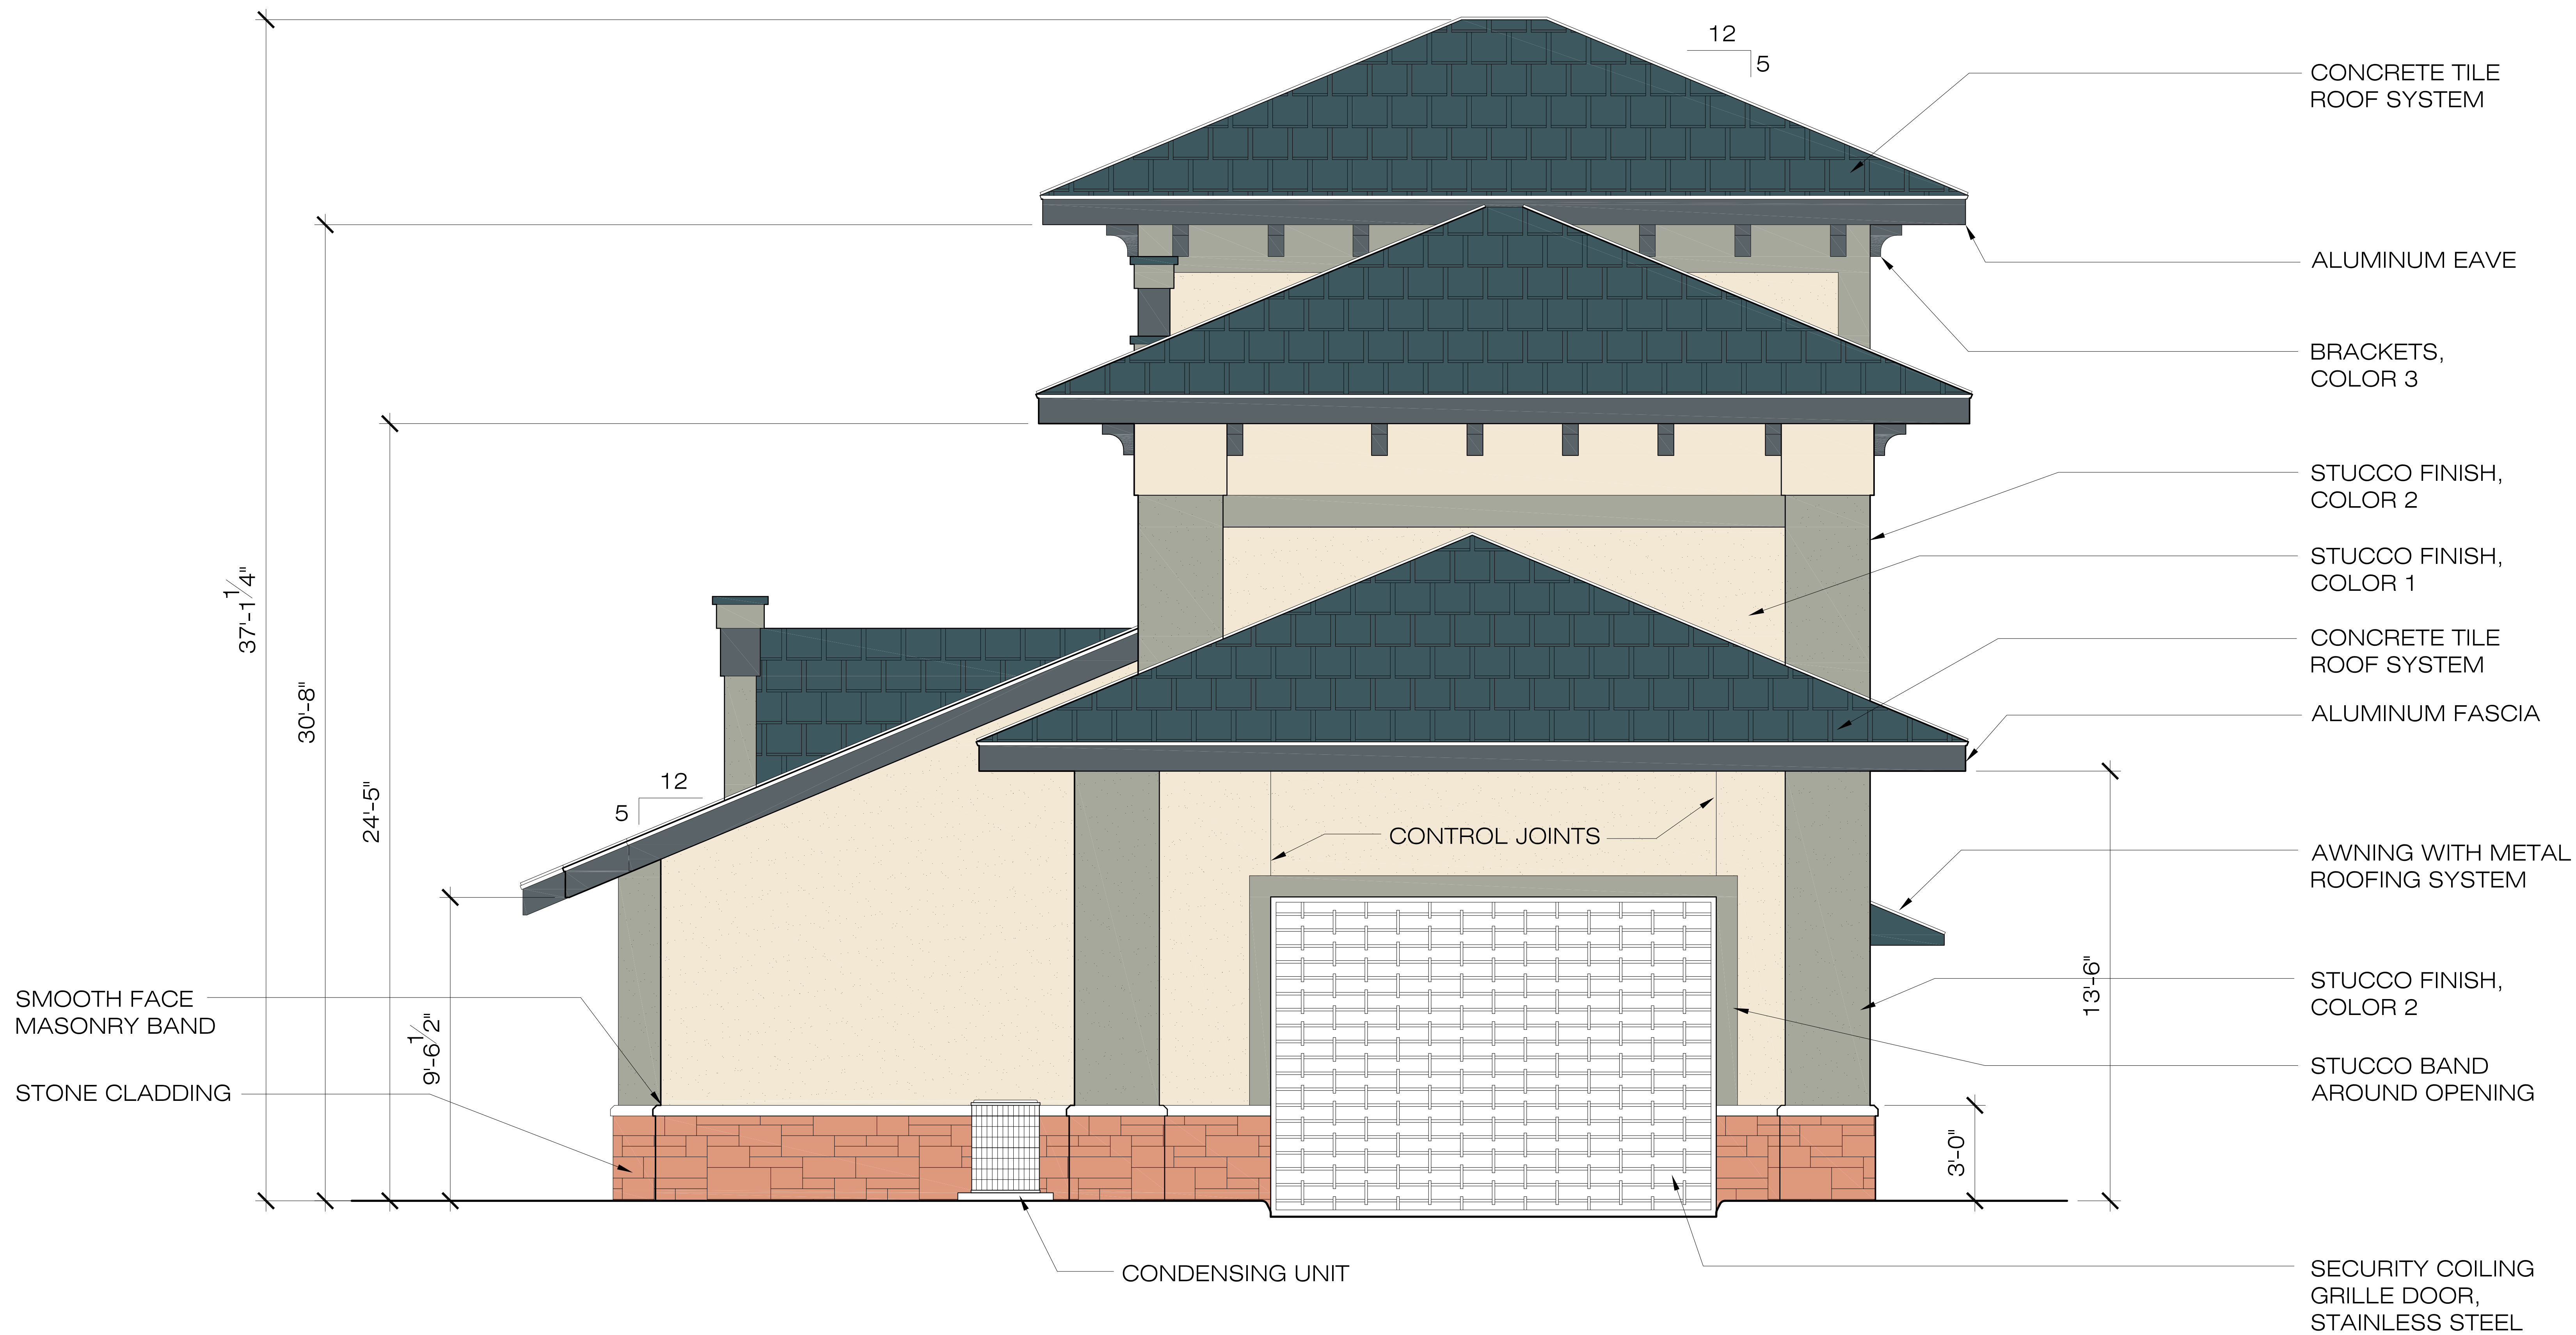 12
5
CONCRETE TILE
ROOF SYSTEM
ALUMINUM EAVE
BRACKETS,
COLOR 3
STUCCO FINISH,
COLOR 2
STUCCO FINISH,
COLOR 1
CONCRETE TILE
ROOF SYSTEM
ALUMINUM FASCIA
37'-1 1/4"
30'-8"
24'-5"
12
5
CONTROL JOINTS
AWNING WITH METAL
ROOFING SYSTEM
13'-6"
STUCCO FINISH,
COLOR 2
SMOOTH FACE
MASONRY BAND
9'-6 1/2"
STUCCO BAND
AROUND OPENING
STONE CLADDING
3'-0"
CONDENSING UNIT
SECURITY COILING
GRILLE DOOR,
STAINLESS STEEL